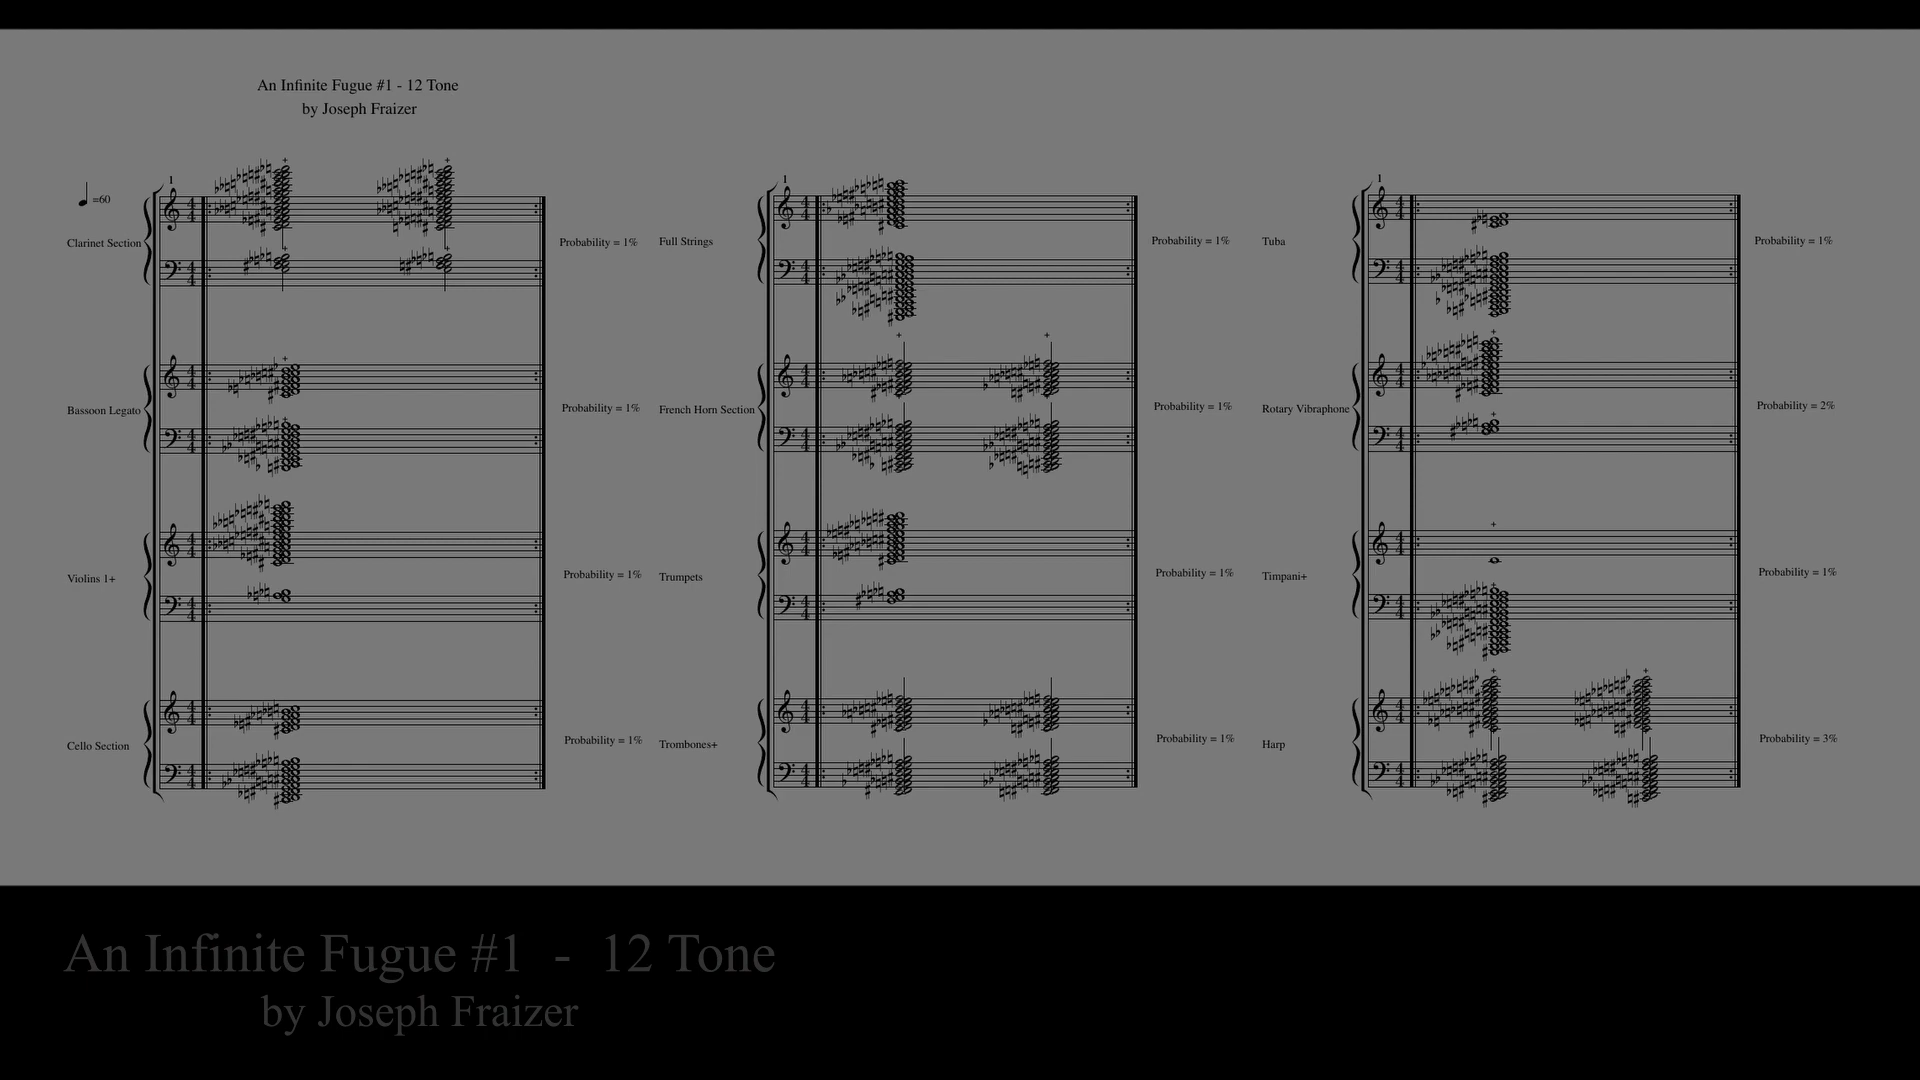 An Infinite Fugue #1 - 12 Tone
by Joseph Fraizer
=60
1
Clarinet Section
Probability = 1%
Bassoon Legato
Probability = 1%
Violins 1+
Probability = 1%
Cello Section
Probability = 1%
1
Full Strings
Probability = 1%
French Horn Section
Probability = 1%
Trumpets
Probability = 1%
Trombones+
Probability = 1%
1
Tuba
Probability = 1%
Rotary Vibraphone
Probability = 2%
Timpani+
Probability = 1%
Harp
Probability = 3%
An Infinite Fugue #1 - 12 Tone
by Joseph Fraizer